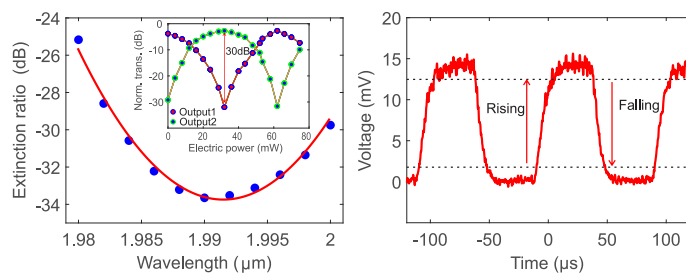 Extinction ratio (dB)
-24
-26
-28
-30
-32
-34
1.98
1.985
1.99
1.995
2
Wavelength (μm)
Norm. trans. (dB)
0
-10
-20
-30
30dB
Output1
Output2
0
20
40
60
80
Electric power (mW)
Voltage (mV)
20
15
10
5
0
-5
Rising
Falling
-100
-50
0
50
100
Time (μs)